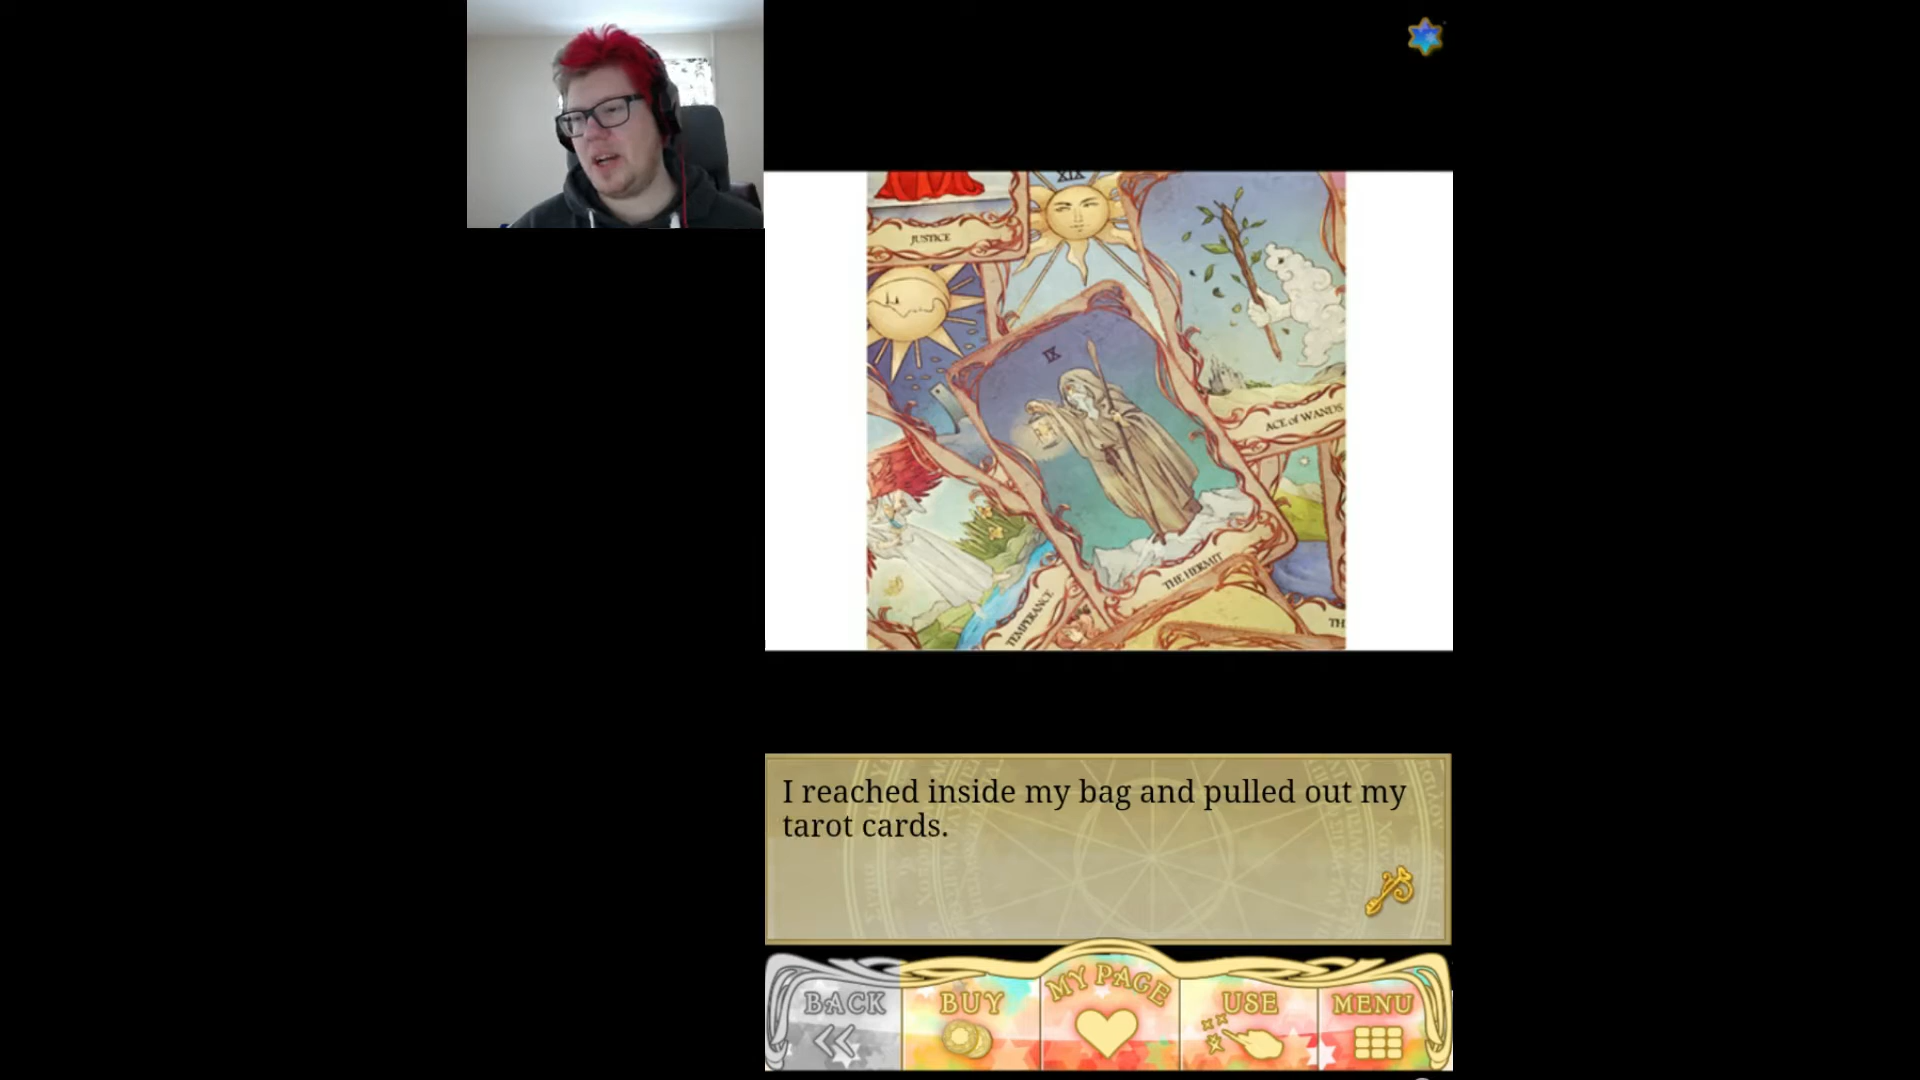 XIX
JUSTICE
IX
ACE of WANDS
THE HERMIT
TEMPERANCE
TH
I reached inside my bag and pulled out my
tarot cards.
BACK
BUY
MY PAGE
USE
MENU